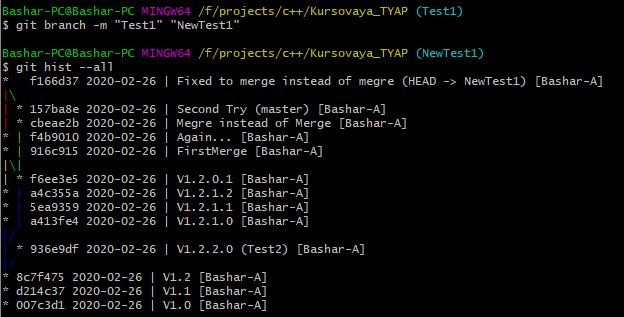 Bashar-PC@Bashar-PC MINGW64 /f/projects/c++/Kursovaya_TYAP (Test1)
$ git branch -m "Test1" "NewTest1"

Bashar-PC@Bashar-PC MINGW64 /f/projects/c++/Kursovaya_TYAP (NewTest1)
$ git hist --all
*   f166d37 2020-02-26 | Fixed to merge instead of megre (HEAD -> NewTest1) [Bashar-A]
|\
| * 157ba8e 2020-02-26 | Second Try (master) [Bashar-A]
| * cbeae2b 2020-02-26 | Megre instead of Merge [Bashar-A]
* | f4b9010 2020-02-26 | Again... [Bashar-A]
* | 916c915 2020-02-26 | FirstMerge [Bashar-A]
|\|
| * f6ee3e5 2020-02-26 | V1.2.0.1 [Bashar-A]
* | a4c355a 2020-02-26 | V1.2.1.2 [Bashar-A]
* | 5ea9359 2020-02-26 | V1.2.1.1 [Bashar-A]
* | a413fe4 2020-02-26 | V1.2.1.0 [Bashar-A]
|/
| * 936e9df 2020-02-26 | V1.2.2.0 (Test2) [Bashar-A]
|/
* 8c7f475 2020-02-26 | V1.2 [Bashar-A]
* d214c37 2020-02-26 | V1.1 [Bashar-A]
* 007c3d1 2020-02-26 | V1.0 [Bashar-A]